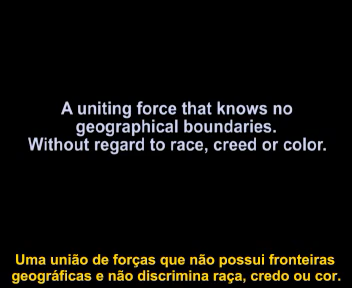 A uniting force that knows no
geographical boundaries.
Without regard to race, creed or color.
Uma união de forças que não possui fronteiras
geográficas e não discrimina raça, credo ou cor.